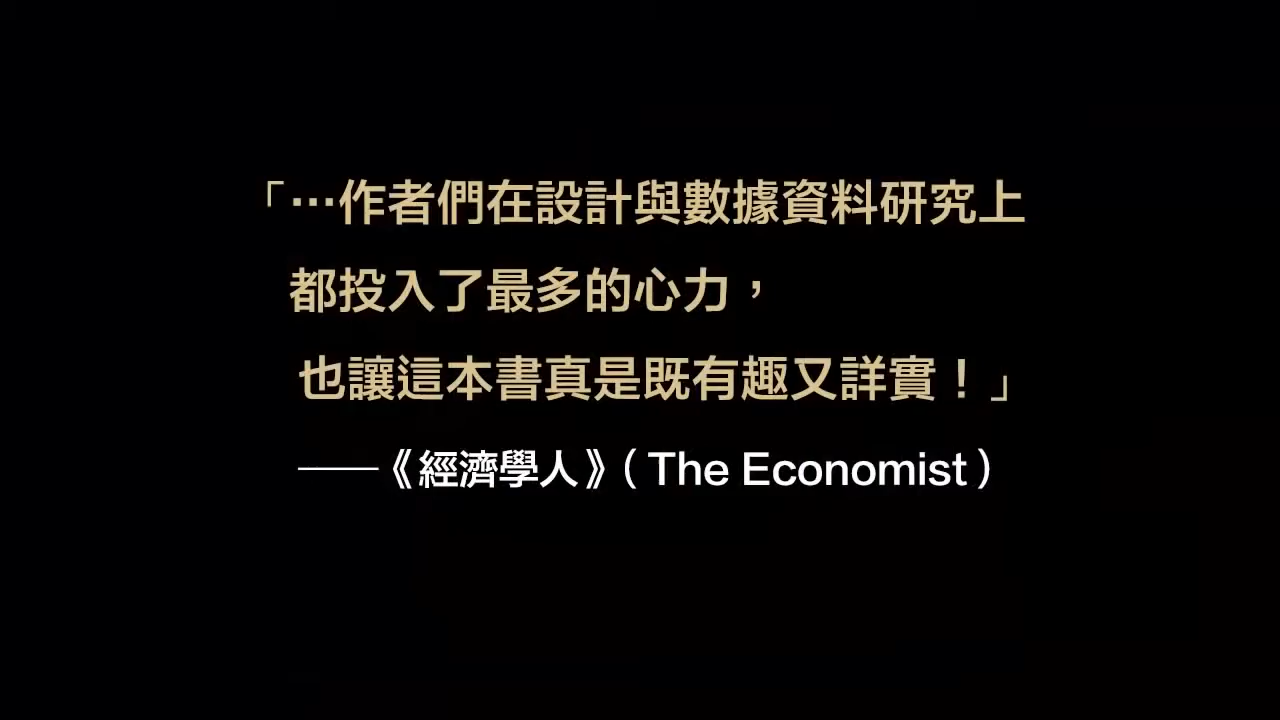 「…作者們在設計與數據資料研究上
都投入了最多的心力，
也讓這本書真是既有趣又詳實！」
——《經濟學人》（The Economist）